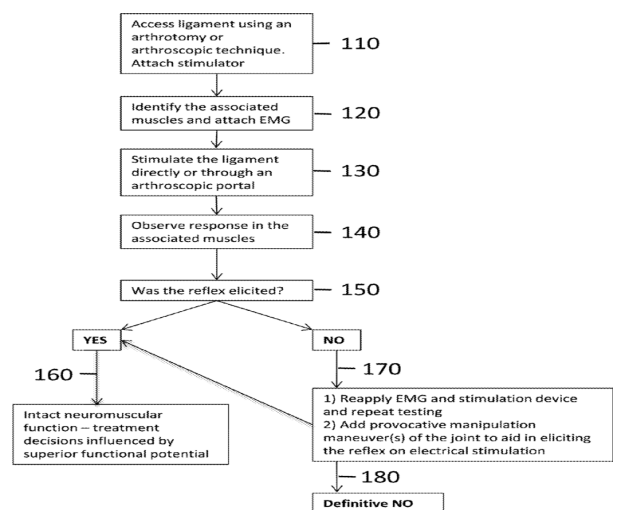 Access ligament using an
arthrotomy or
arthroscopic technique.
Attach stimulator
110
Identify the associated
muscles and attach EMG
120
Stimulate the ligament
directly or through an
arthroscopic portal
130
Observe response in the
associated muscles
140
Was the reflex elicited?
150
YES
NO
160
170
Intact neuromuscular
function – treatment
decisions influenced by
superior functional potential
1) Reapply EMG and stimulation device
and repeat testing
2) Add provocative manipulation
maneuver(s) of the joint to aid in eliciting
the reflex on electrical stimulation
180
Definitive NO